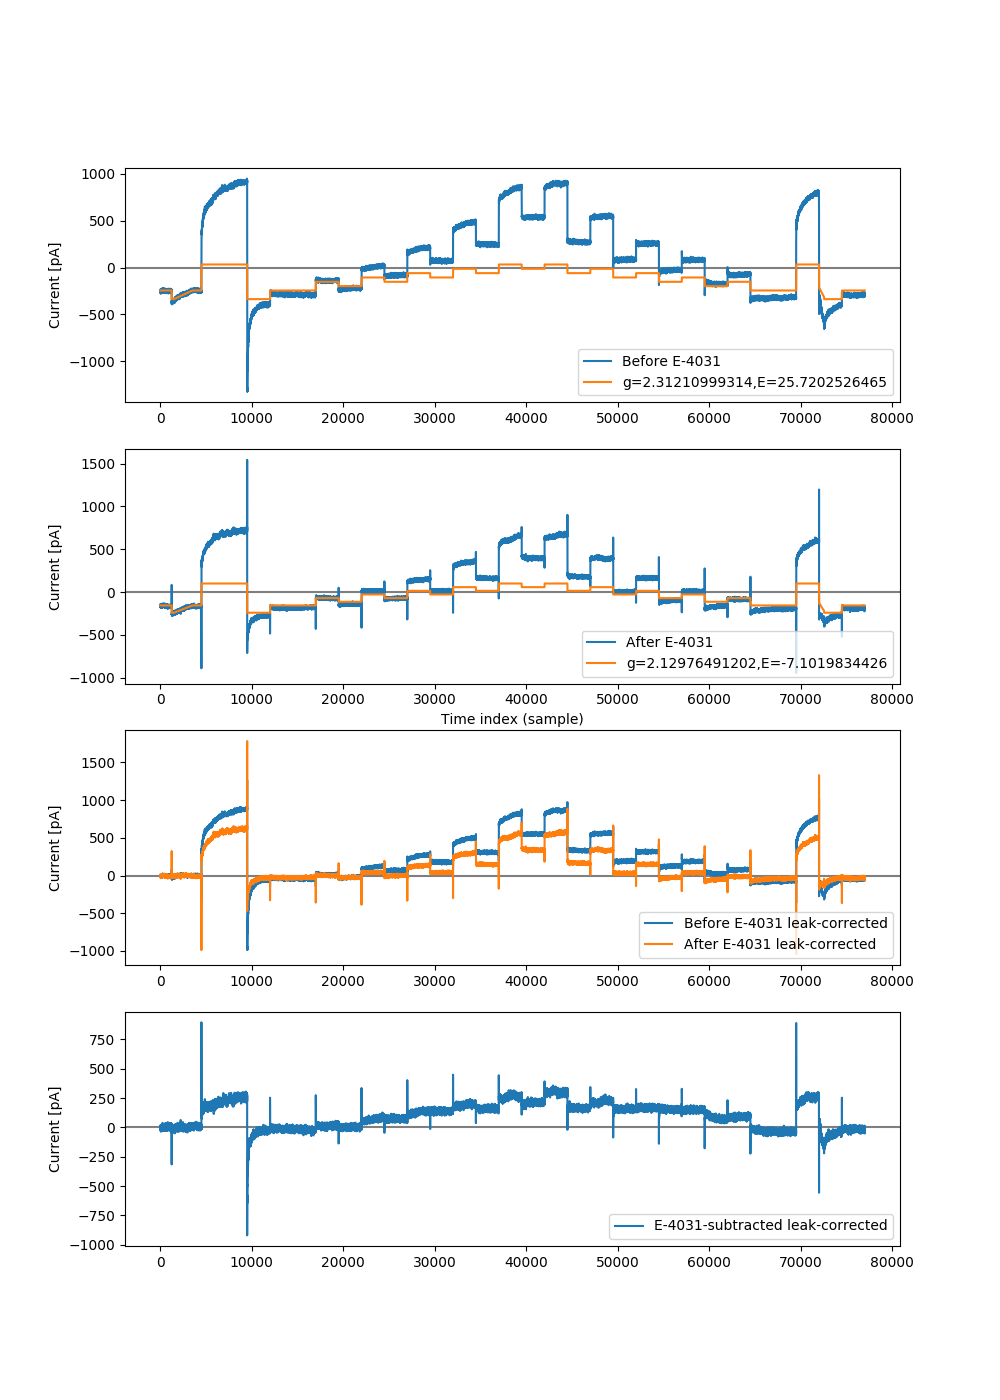 1000
500
0
−500
−1000
Current [pA]
Before E-4031
g=2.31210999314,E=25.7202526465
0 10000 20000 30000 40000 50000 60000 70000 80000
1500
1000
500
0
−500
−1000
Current [pA]
After E-4031
g=2.12976491202,E=-7.1019834426
0 10000 20000 30000 40000 50000 60000 70000 80000
Time index (sample)
1500
1000
500
0
−500
−1000
Current [pA]
Before E-4031 leak-corrected
After E-4031 leak-corrected
0 10000 20000 30000 40000 50000 60000 70000 80000
750
500
250
0
−250
−500
−750
−1000
Current [pA]
E-4031-subtracted leak-corrected
0 10000 20000 30000 40000 50000 60000 70000 80000